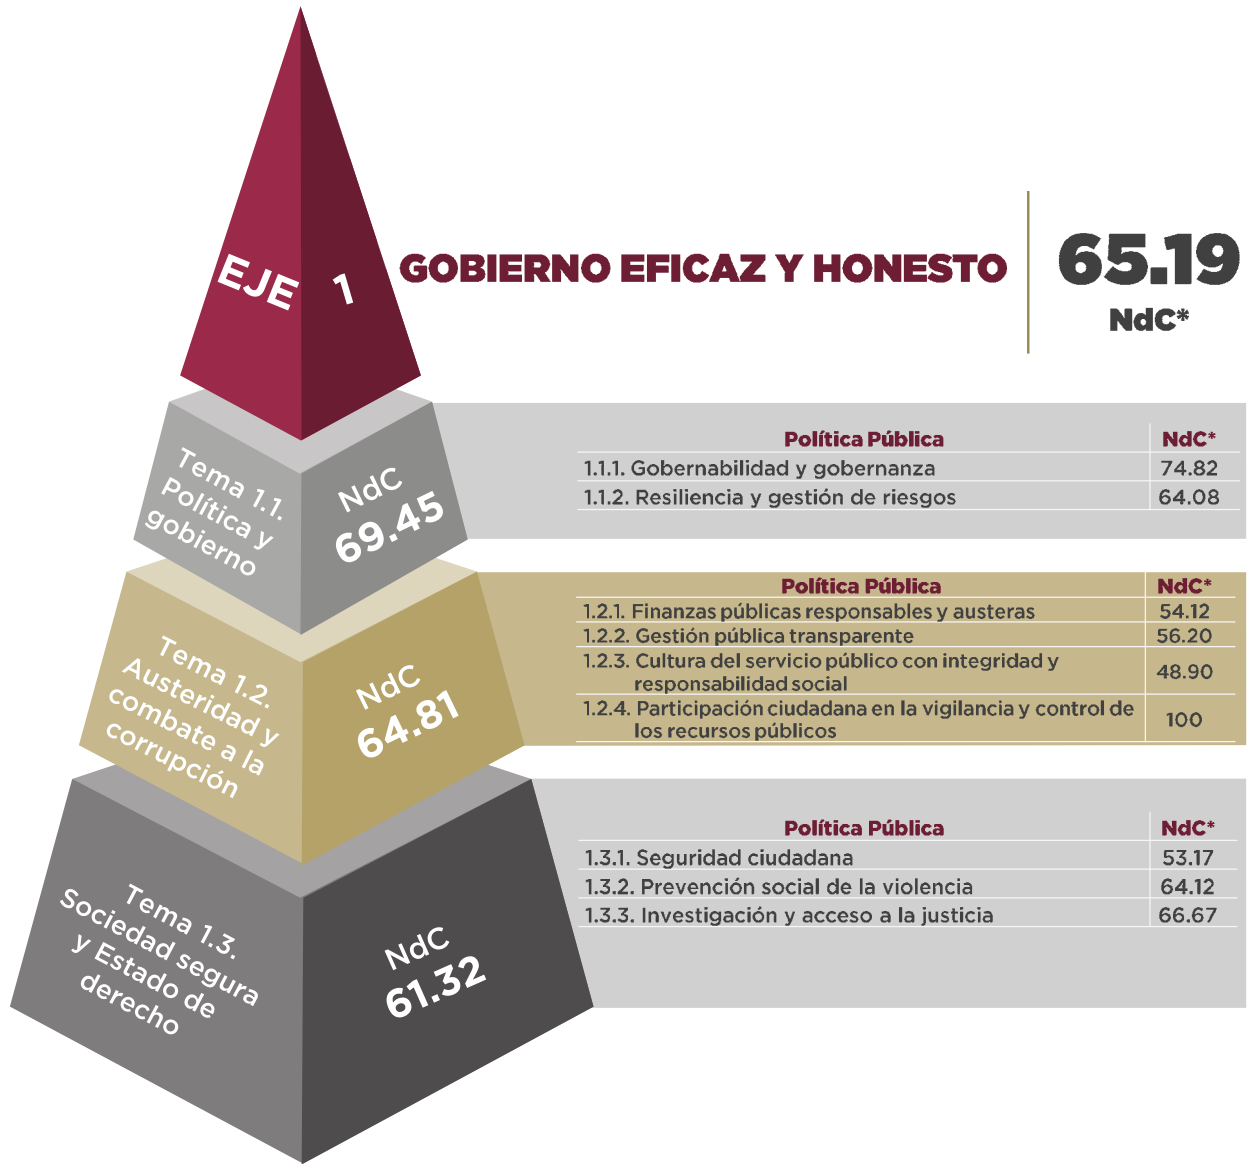 EJE 1
GOBIERNO EFICAZ Y HONESTO
65.19
NdC*
Tema 1.1.
Política y
gobierno
NdC
69.45
Política Pública NdC*
1.1.1. Gobernabilidad y gobernanza 74.82
1.1.2. Resiliencia y gestión de riesgos 64.08
Tema 1.2.
Austeridad y
combate a la
corrupción
NdC
64.81
Política Pública NdC*
1.2.1. Finanzas públicas responsables y austeras 54.12
1.2.2. Gestión pública transparente 56.20
1.2.3. Cultura del servicio público con integridad y
responsabilidad social 48.90
1.2.4. Participación ciudadana en la vigilancia y control de
los recursos públicos 100
Tema 1.3.
Sociedad segura
y Estado de
derecho
NdC
61.32
Política Pública NdC*
1.3.1. Seguridad ciudadana 53.17
1.3.2. Prevención social de la violencia 64.12
1.3.3. Investigación y acceso a la justicia 66.67